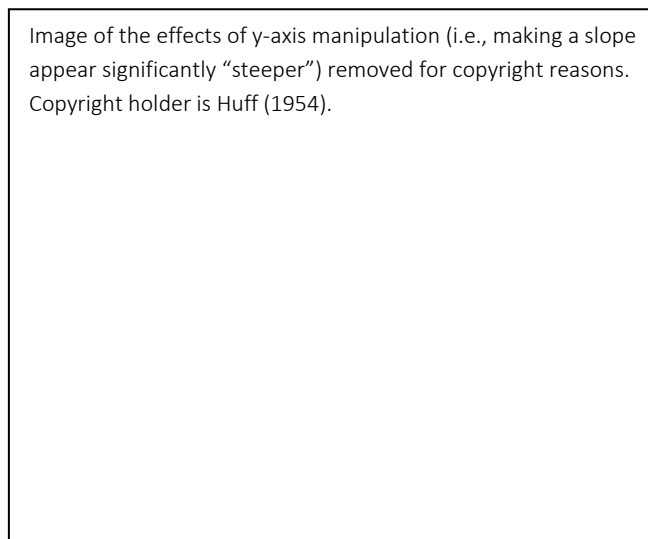 Image of the effects of y-axis manipulation (i.e., making a slope
appear significantly “steeper”) removed for copyright reasons.
Copyright holder is Huff (1954).